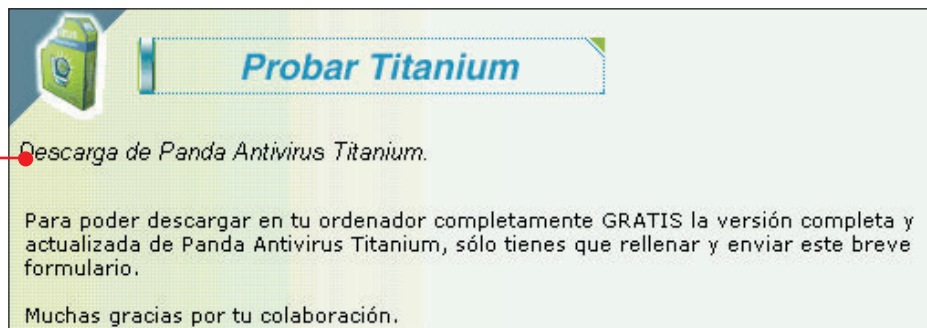 Probar Titanium
Descarga de Panda Antivirus Titanium.
Para poder descargar en tu ordenador completamente GRATIS la versión completa y
actualizada de Panda Antivirus Titanium, sólo tienes que rellenar y enviar este breve
formulario.
Muchas gracias por tu colaboración.